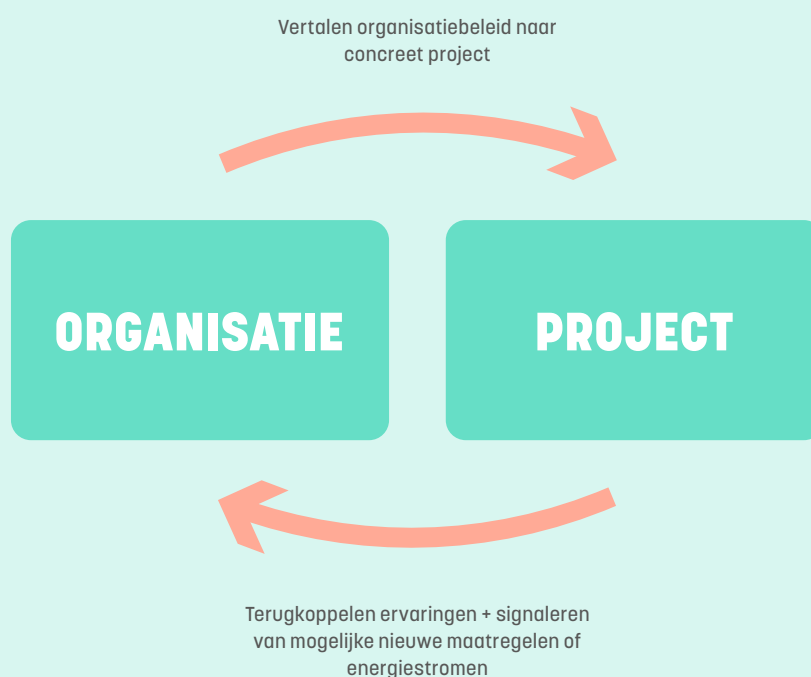 Vertalen organisatiebeleid naar
concreet project
ORGANISATIE
PROJECT
Terugkoppelen ervaringen + signaleren
van mogelijke nieuwe maatregelen of
energiestromen